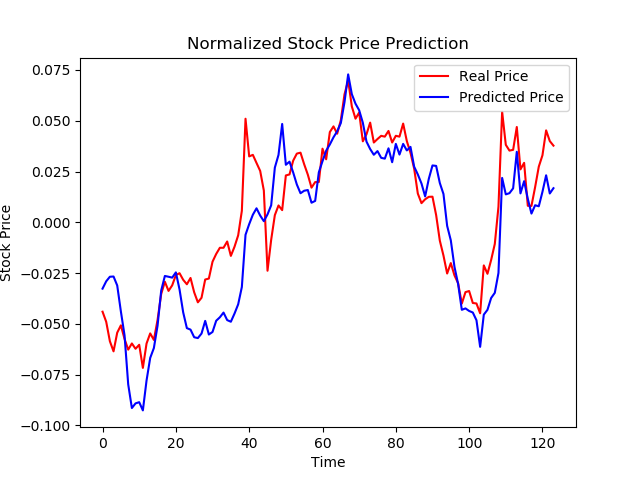 Normalized Stock Price Prediction
Real Price
Predicted Price
Stock Price
0.075
0.050
0.025
0.000
−0.025
−0.050
−0.075
−0.100
0 20 40 60 80 100 120
Time